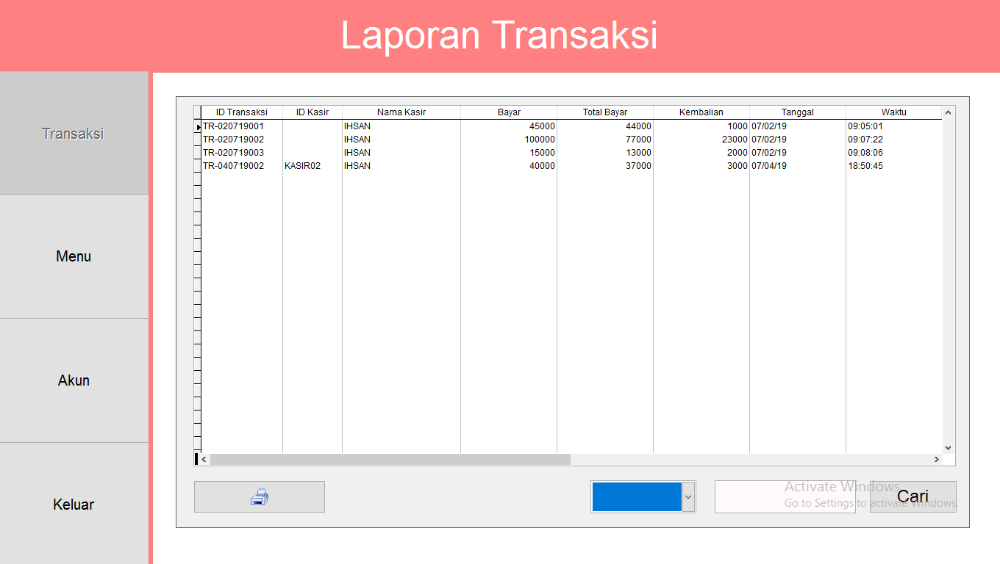 Laporan Transaksi
Transaksi
Menu
Akun
Keluar
ID Transaksi ID Kasir Nama Kasir Bayar Total Bayar Kembalian Tanggal Waktu
TR-020719001 IHSAN 45000 44000 1000 07/02/19 09:05:01
TR-020719002 IHSAN 100000 77000 23000 07/02/19 09:07:22
TR-020719003 IHSAN 15000 13000 2000 07/02/19 09:08:06
TR-040719002 KASIR02 IHSAN 40000 37000 3000 07/04/19 18:50:45
Cari
Activate Windows
Go to Settings to activate Windows.